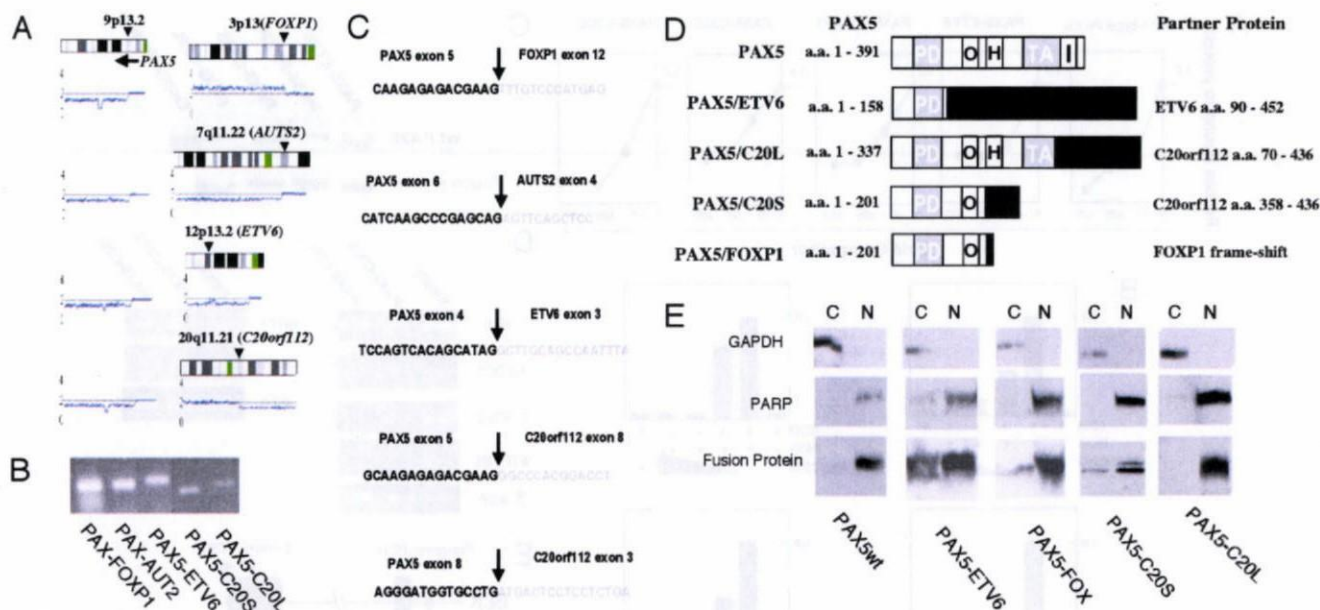 A
9p13.2
3p13(FOXP1)
PAX5
7q11.22 (AUTS2)
12p13.2 (ETV6)
20q11.21 (C20orf112)
B
PAX-FOXP1
PAX-AUT2
PAX5-ETV6
PAX5-C20S
PAX5-C20L
C
PAX5 exon 5
FOXP1 exon 12
CAAGAGAGACGAAG
PAX5 exon 6
AUTS2 exon 4
CATCAAGCCCGAGCAG
PAX5 exon 4
ETV6 exon 3
TCCAGTCACAGCATAG
PAX5 exon 5
C20orf112 exon 8
GCAAGAGAGACGAAG
PAX5 exon 8
C20orf112 exon 3
AGGGATGGTGCCTG
D
PAX5
Partner Protein
PAX5 a.a. 1 - 391 PD O H TA I
PAX5/ETV6 a.a. 1 - 158 PD ETV6 a.a. 90 - 452
PAX5/C20L a.a. 1 - 337 PD O H TA C20orf112 a.a. 70 - 436
PAX5/C20S a.a. 1 - 201 PD O C20orf112 a.a. 358 - 436
PAX5/FOXP1 a.a. 1 - 201 PD O FOXP1 frame-shift
E
C N C N C N C N C N
GAPDH
PARP
Fusion Protein
PAX5wt
PAX5-ETV6
PAX5-FOX
PAX5-C20S
PAX5-C20L